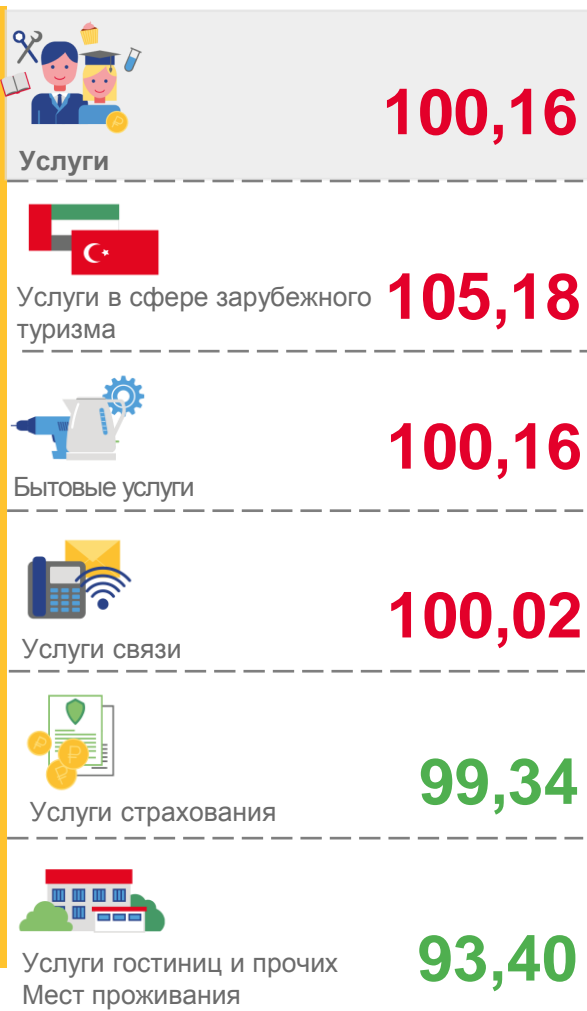 100,16
Услуги
Услуги в сфере зарубежного
туризма
105,18
100,16
Бытовые услуги
100,02
Услуги связи
99,34
Услуги страхования
Услуги гостиниц и прочих
Мест проживания
93,40